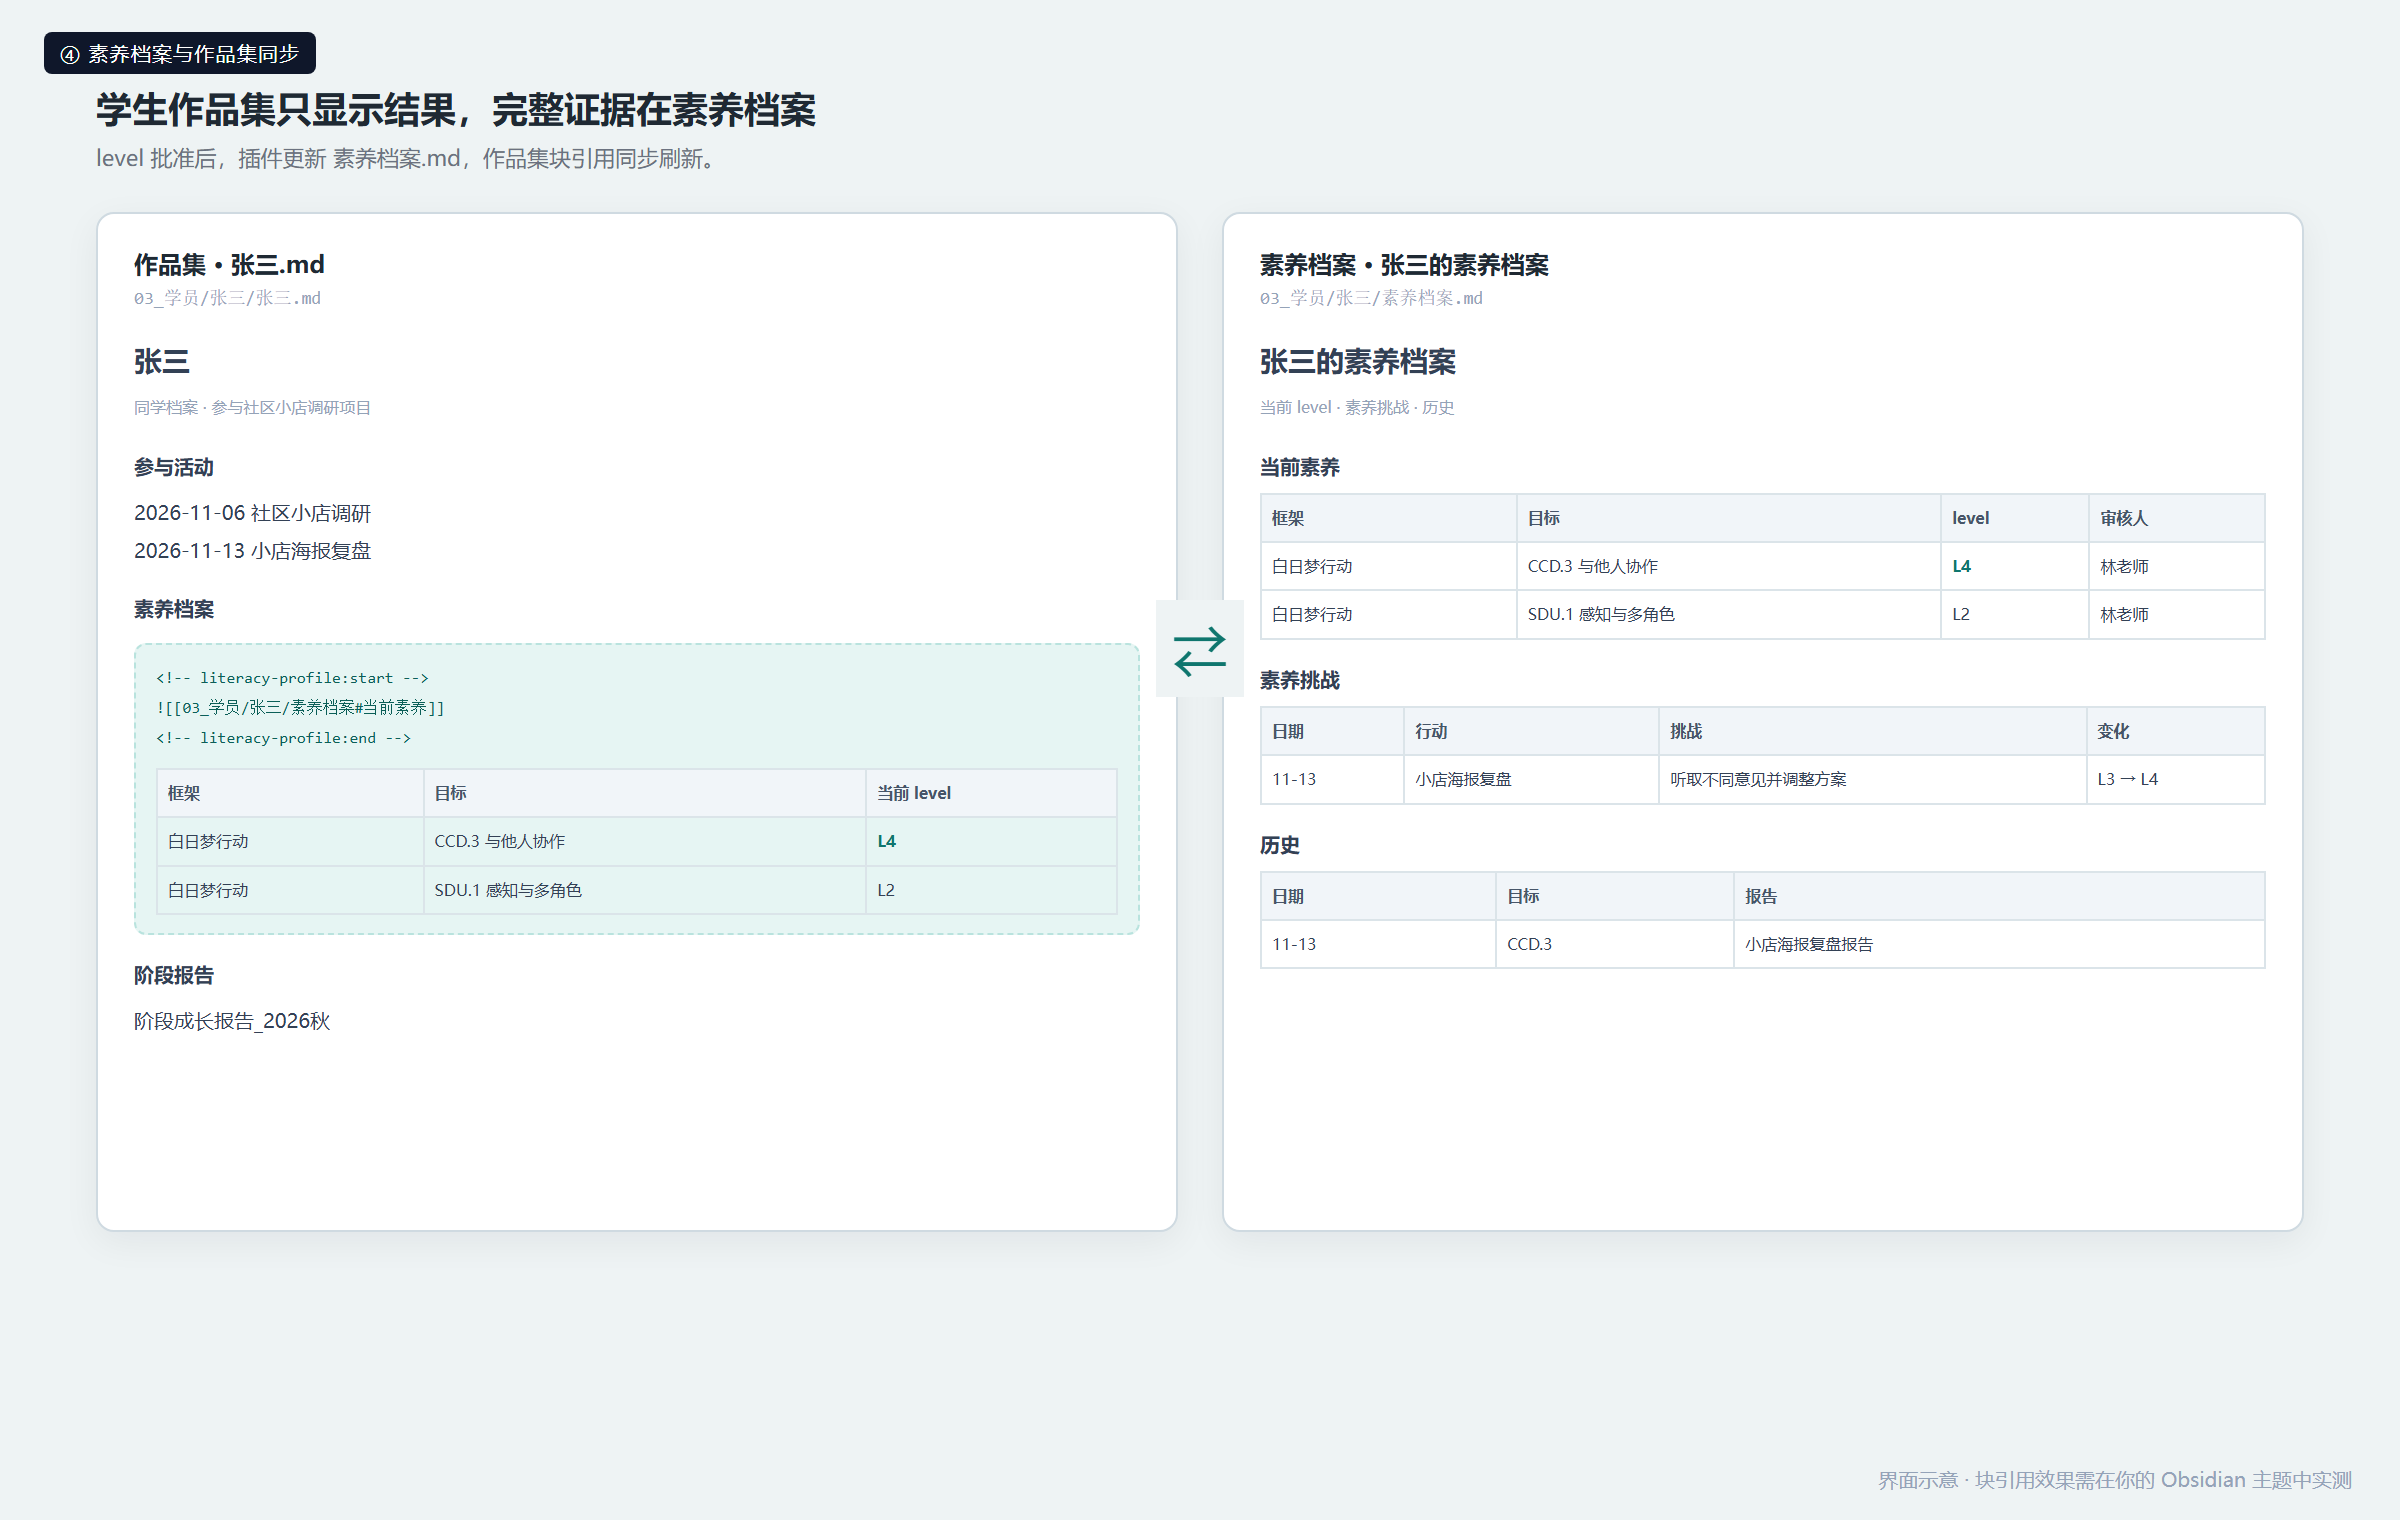 ④ 素养档案与作品集同步
学生作品集只显示结果，完整证据在素养档案
level 批准后，插件更新 素养档案.md，作品集块引用同步刷新。
作品集 · 张三.md
03_学员/张三/张三.md
张三
同学档案 · 参与社区小店调研项目
参与活动
2026-11-06 社区小店调研
2026-11-13 小店海报复盘
素养档案
<!-- literacy-profile:start -->
![[03_学员/张三/素养档案#当前素养]]
<!-- literacy-profile:end -->
框架 目标 当前 level
白日梦行动 CCD.3 与他人协作 L4
白日梦行动 SDU.1 感知与多角色 L2
阶段报告
阶段成长报告_2026秋
⇄
素养档案 · 张三的素养档案
03_学员/张三/素养档案.md
张三的素养档案
当前 level · 素养挑战 · 历史
当前素养
框架 目标 level 审核人
白日梦行动 CCD.3 与他人协作 L4 林老师
白日梦行动 SDU.1 感知与多角色 L2 林老师
素养挑战
日期 行动 挑战 变化
11-13 小店海报复盘 听取不同意见并调整方案 L3 → L4
历史
日期 目标 报告
11-13 CCD.3 小店海报复盘报告
界面示意 · 块引用效果需在你的 Obsidian 主题中实测